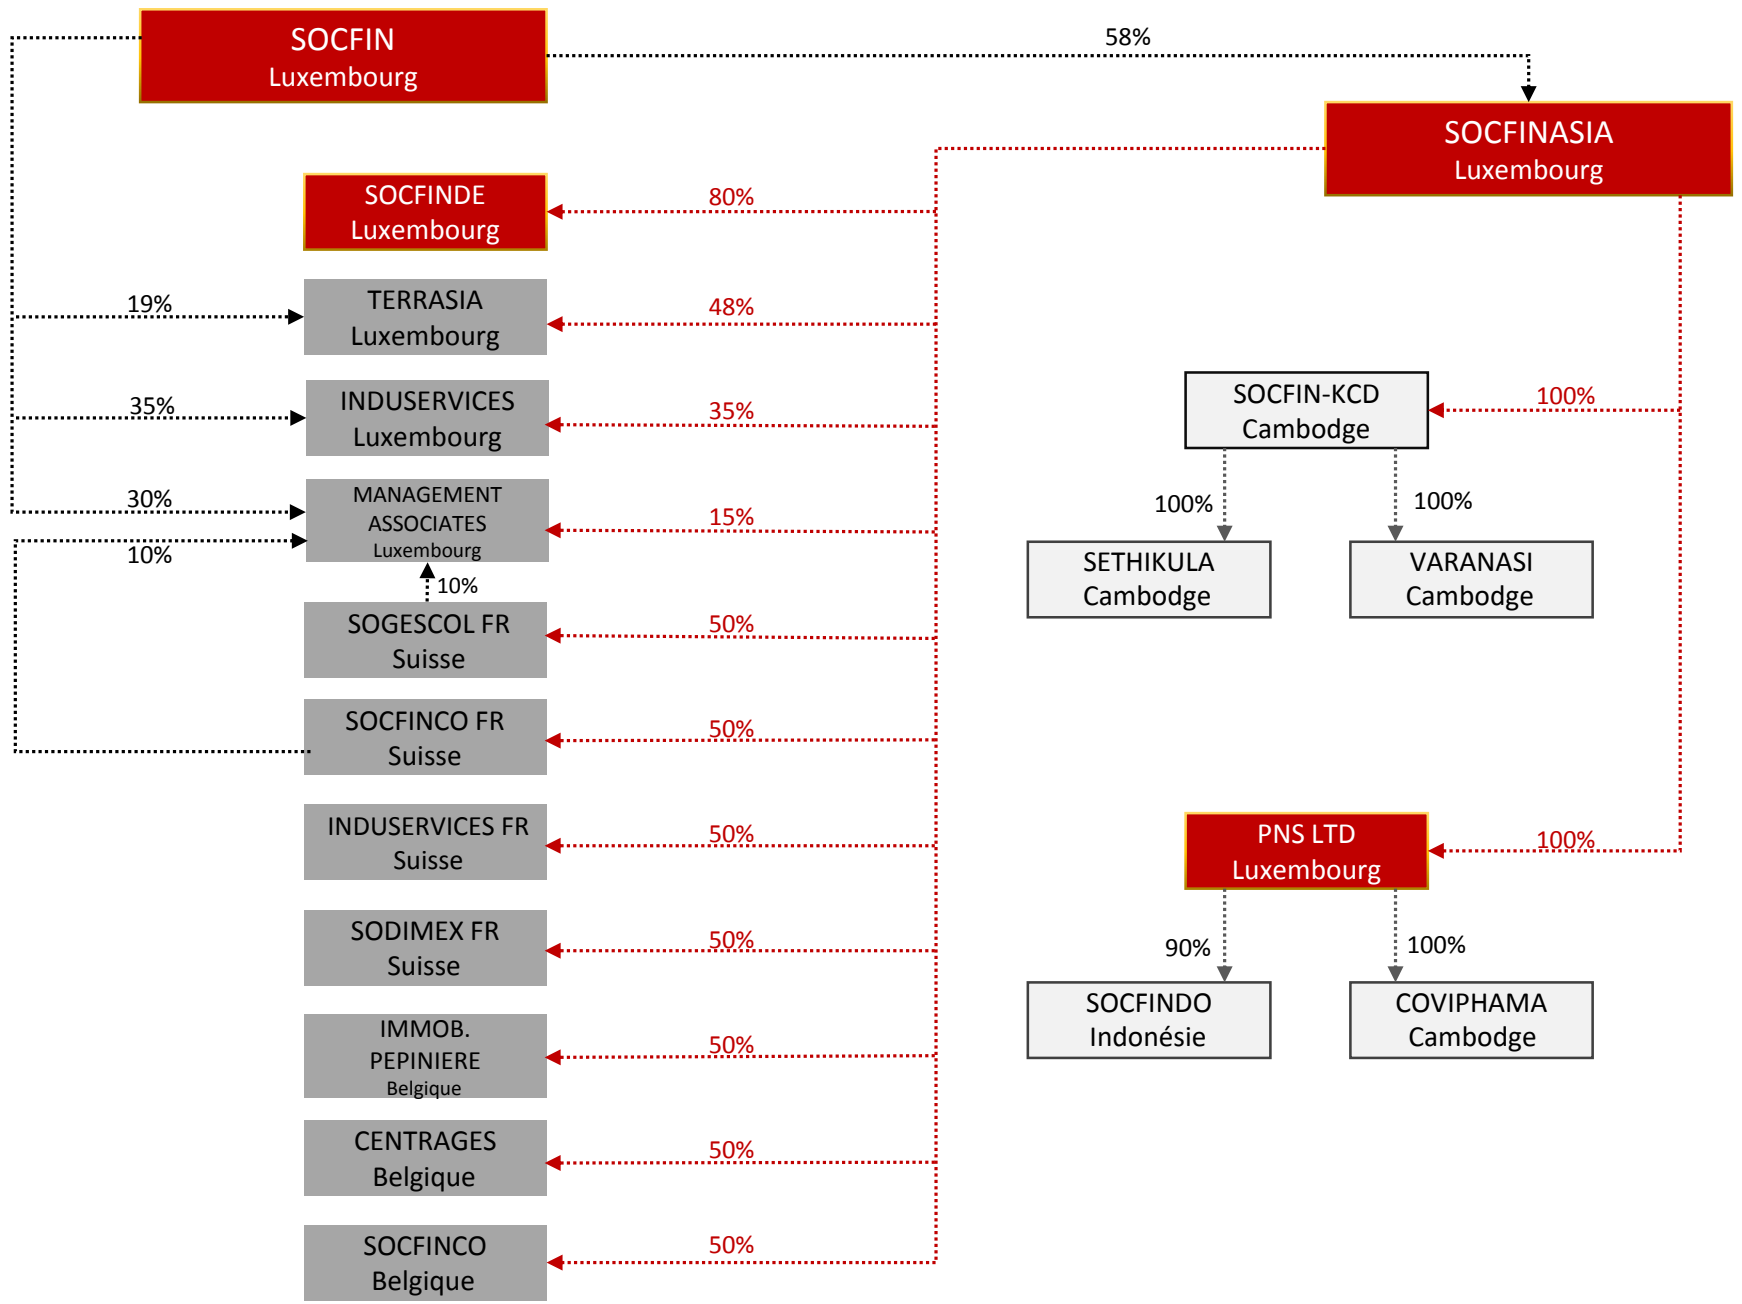 SOCFIN
Luxembourg
58%
SOCFINASIA
Luxembourg
SOCFINDE
Luxembourg
80%
19%
TERRASIA
Luxembourg
48%
35%
INDUSERVICES
Luxembourg
35%
SOCFIN-KCD
Cambodge
100%
30%
10%
MANAGEMENT
ASSOCIATES
Luxembourg
15%
100%
100%
10%
SETHIKULA
Cambodge
VARANASI
Cambodge
SOGESCOL FR
Suisse
50%
SOCFINCO FR
Suisse
50%
INDUSERVICES FR
Suisse
50%
PNS LTD
Luxembourg
100%
SODIMEX FR
Suisse
50%
90%
100%
SOCFINDO
Indonésie
COVIPHAMA
Cambodge
IMMOB.
PEPINIERE
Belgique
50%
CENTRAGES
Belgique
50%
SOCFINCO
Belgique
50%